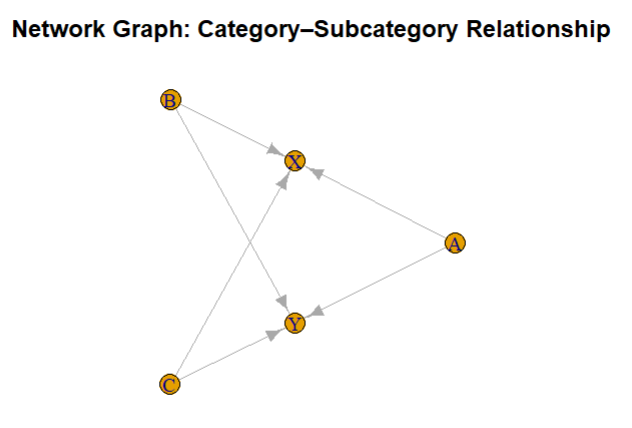 Network Graph: Category–Subcategory Relationship
B
X
A
Y
C